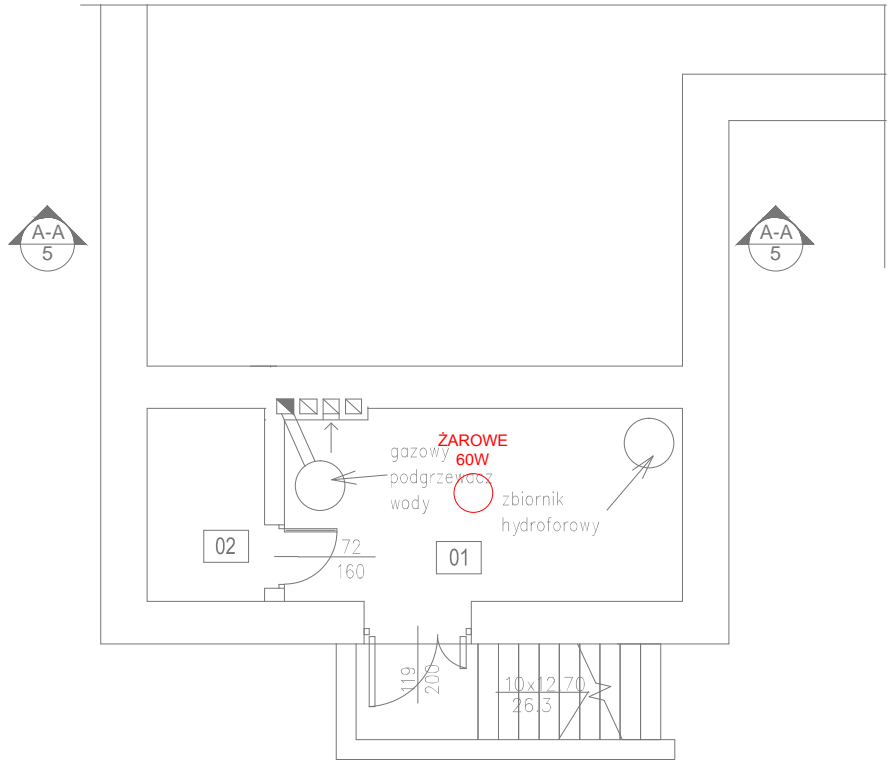 A-A
5
A-A
5
ŻAROWE
60W
gazowy
podgrzewacz
wody
zbiornik
hydroforowy
02
72
160
01
119
200
10x12.70
26.3